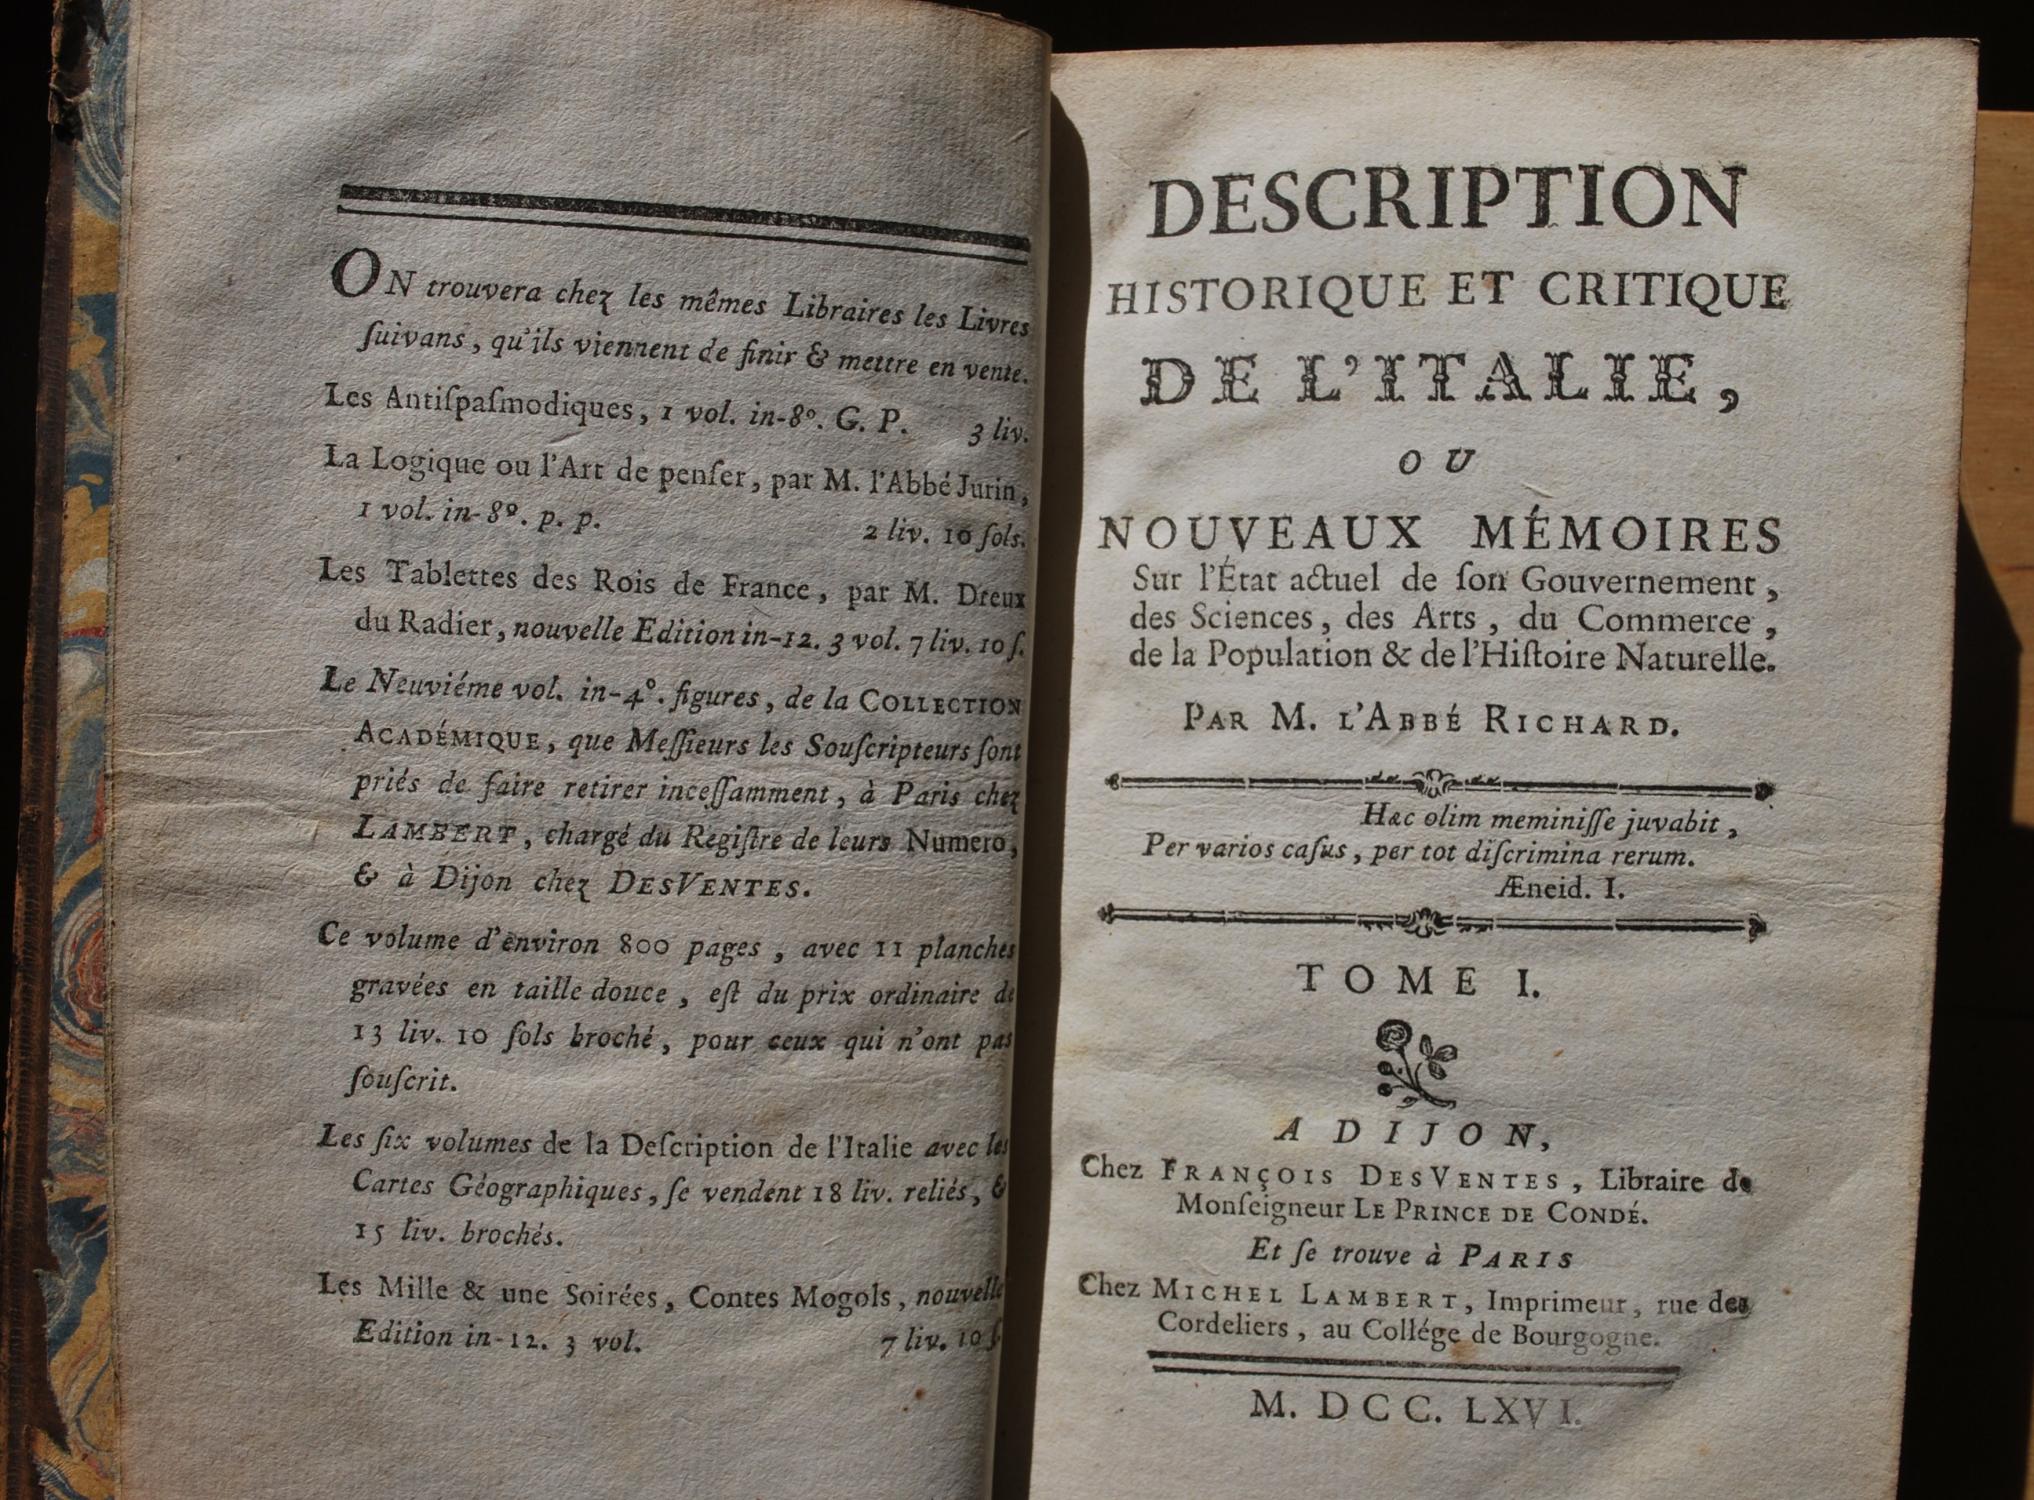 ON trouvera chez les mêmes Libraires les Livres
ſuivans, qu'ils viennent de finir & mettre en vente.
Les Antiſpaſmodiques, 1 vol. in-8°. G. P. 3 liv.
La Logique ou l'Art de penſer, par M. l'Abbé Jurin,
1 vol. in-8°. p. p. 2 liv. 10 ſols.
Les Tablettes des Rois de France, par M. Dreux
du Radier, nouvelle Edition in-12. 3 vol. 7 liv. 10 ſ.
Le Neuviéme vol. in-4°. figures, de la COLLECTION
ACADÉMIQUE, que Meſſieurs les Souſcripteurs ſont
priés de faire retirer inceſſamment, à Paris chez
LAMBERT, chargé du Regiſtre de leurs Numero,
& à Dijon chez DESVENTES.
Ce volume d'environ 800 pages, avec 11 planches
gravées en taille douce, eſt du prix ordinaire de
13 liv. 10 ſols broché, pour ceux qui n'ont pas
ſouſcrit.
Les ſix volumes de la Deſcription de l'Italie avec les
Cartes Géographiques, ſe vendent 18 liv. reliés, &
15 liv. brochés.
Les Mille & une Soirées, Contes Mogols, nouvelle
Edition in-12. 3 vol. 7 liv. 10 ſ.
DESCRIPTION
HISTORIQUE ET CRITIQUE
DE L'ITALIE,
OU
NOUVEAUX MÉMOIRES
Sur l'État actuel de ſon Gouvernement,
des Sciences, des Arts, du Commerce,
de la Population & de l'Hiſtoire Naturelle.
PAR M. L'ABBÉ RICHARD.
Hæc olim meminiſſe juvabit,
Per varios caſus, per tot diſcrimina rerum.
Æneid. I.
TOME I.
A DIJON,
Chez FRANÇOIS DESVENTES, Libraire de
Monſeigneur LE PRINCE DE CONDÉ.
Et ſe trouve à PARIS
Chez MICHEL LAMBERT, Imprimeur, rue des
Cordeliers, au Collége de Bourgogne.
M. DCC. LXVI.